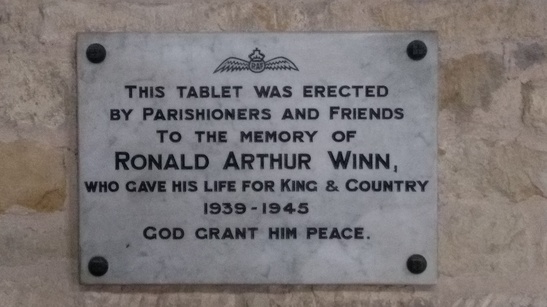 RAF
THIS TABLET WAS ERECTED
BY PARISHIONERS AND FRIENDS
TO THE MEMORY OF
RONALD ARTHUR WINN,
WHO GAVE HIS LIFE FOR KING & COUNTRY
1939-1945
GOD GRANT HIM PEACE.